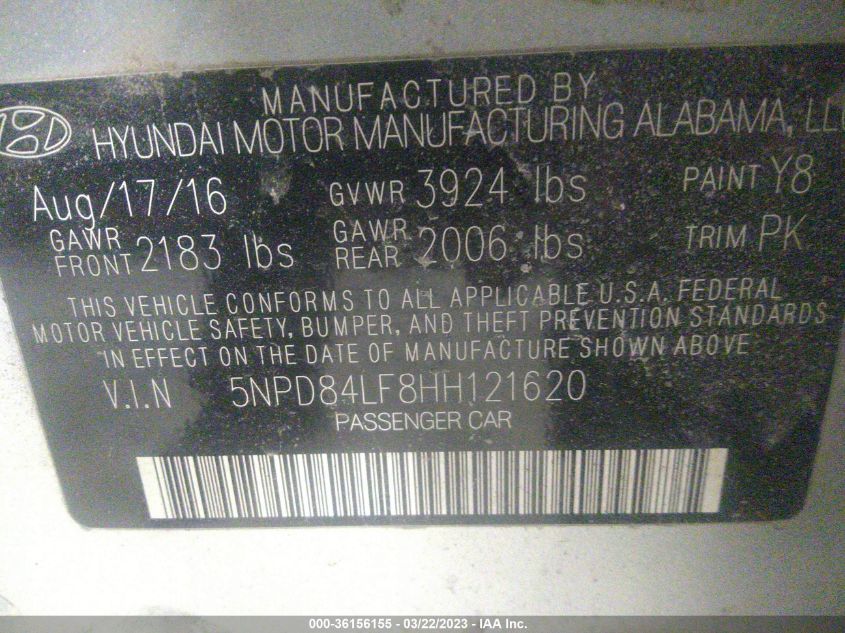 MANUFACTURED BY
HYUNDAI MOTOR MANUFACTURING ALABAMA, LLC
Aug/17/16 GVWR 3924 lbs PAINT Y8
GAWR FRONT 2183 lbs GAWR REAR 2006 lbs TRIM PK
THIS VEHICLE CONFORMS TO ALL APPLICABLE U.S.A. FEDERAL
MOTOR VEHICLE SAFETY, BUMPER, AND THEFT PREVENTION STANDARDS
IN EFFECT ON THE DATE OF MANUFACTURE SHOWN ABOVE
V.I.N 5NPD84LF8HH121620
PASSENGER CAR
000-36156155 - 03/22/2023 - IAA Inc.